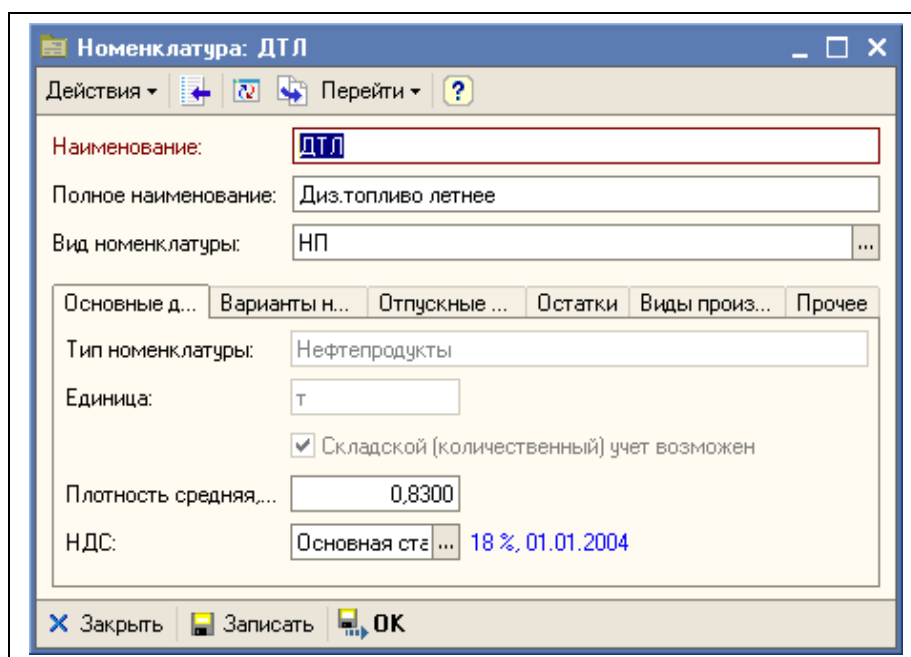 Номенклатура: ДТЛ
Действия Перейти ?
Наименование: ДТЛ
Полное наименование: Диз.топливо летнее
Вид номенклатуры: НП ...
Основные д... Варианты н... Отпускные ... Остатки Виды произ... Прочее
Тип номенклатуры: Нефтепродукты
Единица: т
Складской (количественный) учет возможен
Плотность средняя,... 0,8300
НДС: Основная ста ... 18 %, 01.01.2004
Закрыть Записать OK